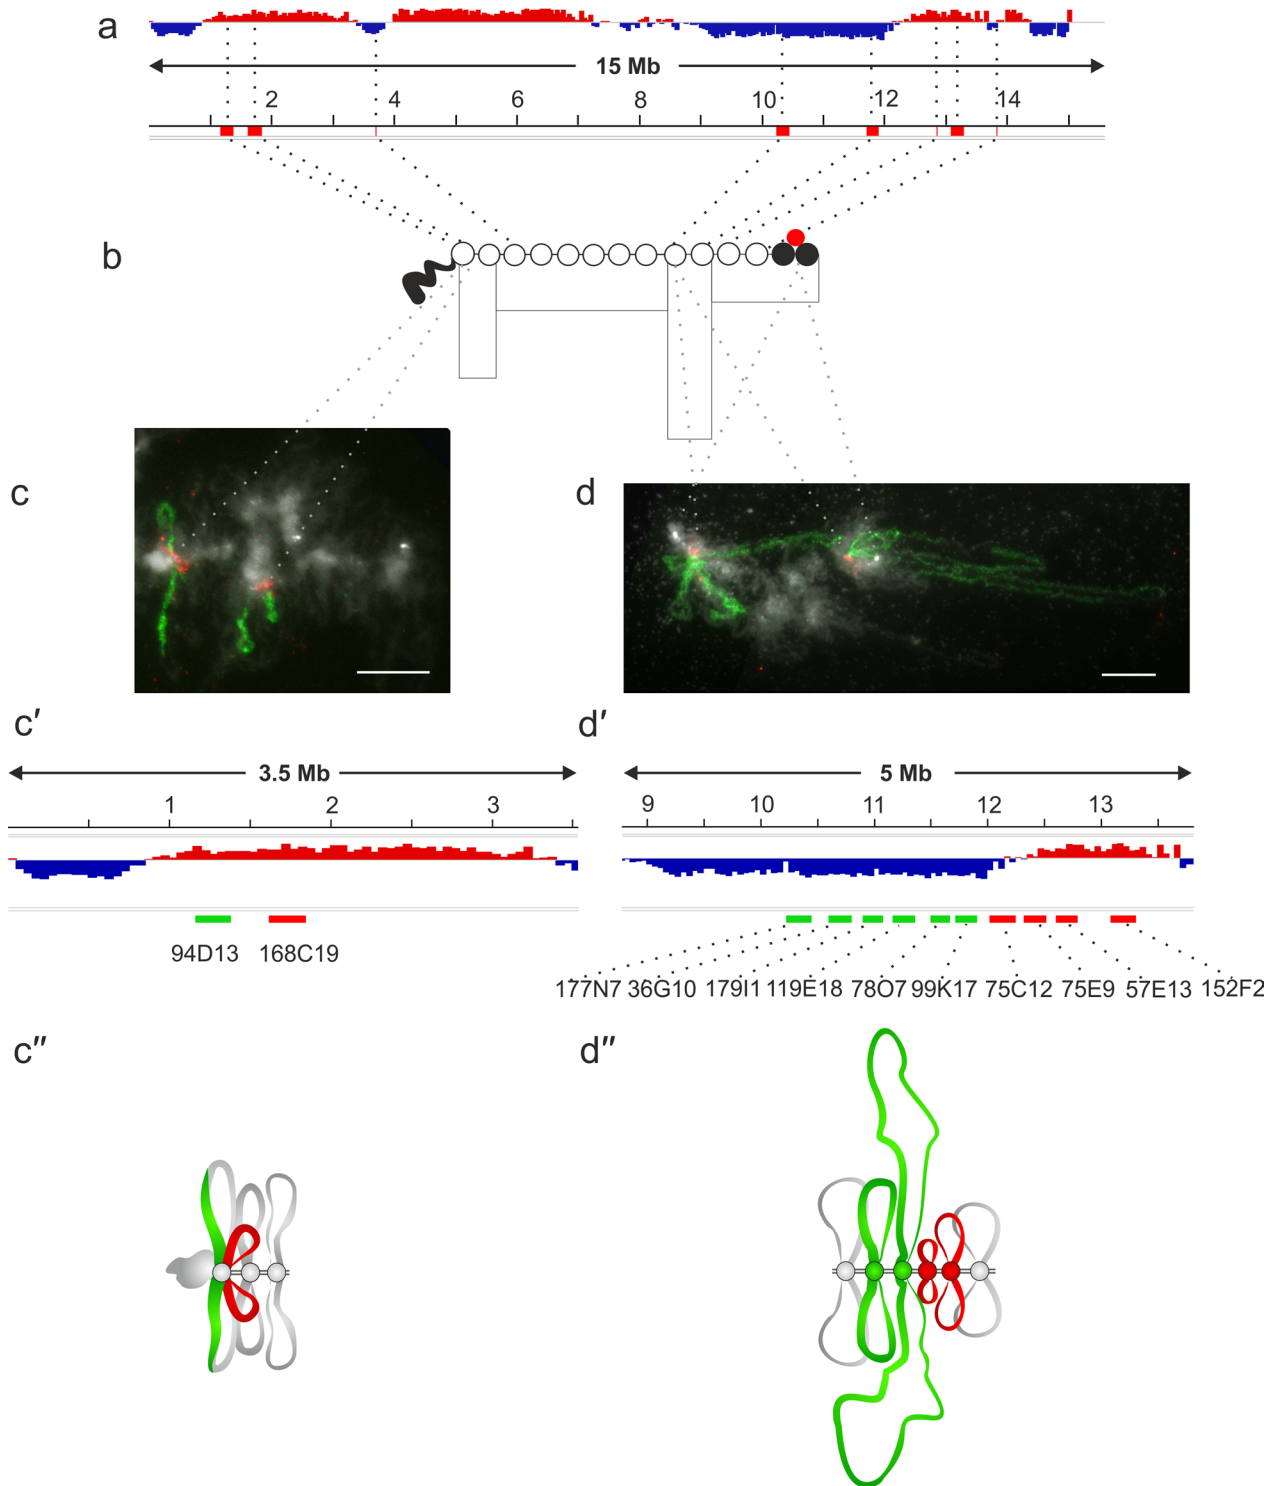 a
15 Mb
2 4 6 8 10 12 14
b
c
d
c′
d′
3.5 Mb
5 Mb
1 2 3
9 10 11 12 13
94D13 168C19
177N7 36G10 179I1 119E18 78O7 99K17 75C12 75E9 57E13 152F2
c″
d″